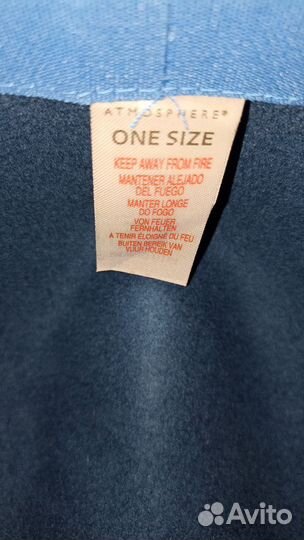 ATMOSPHERE®
ONE SIZE
KEEP AWAY FROM FIRE
MANTENER ALEJADO
DEL FUEGO
MANTER LONGE
DO FOGO
VON FEUER
FERNHALTEN
A TENIR ÉLOIGNÉ DU FEU
BUITEN BEREIK VAN
VUUR HOUDEN
Avito